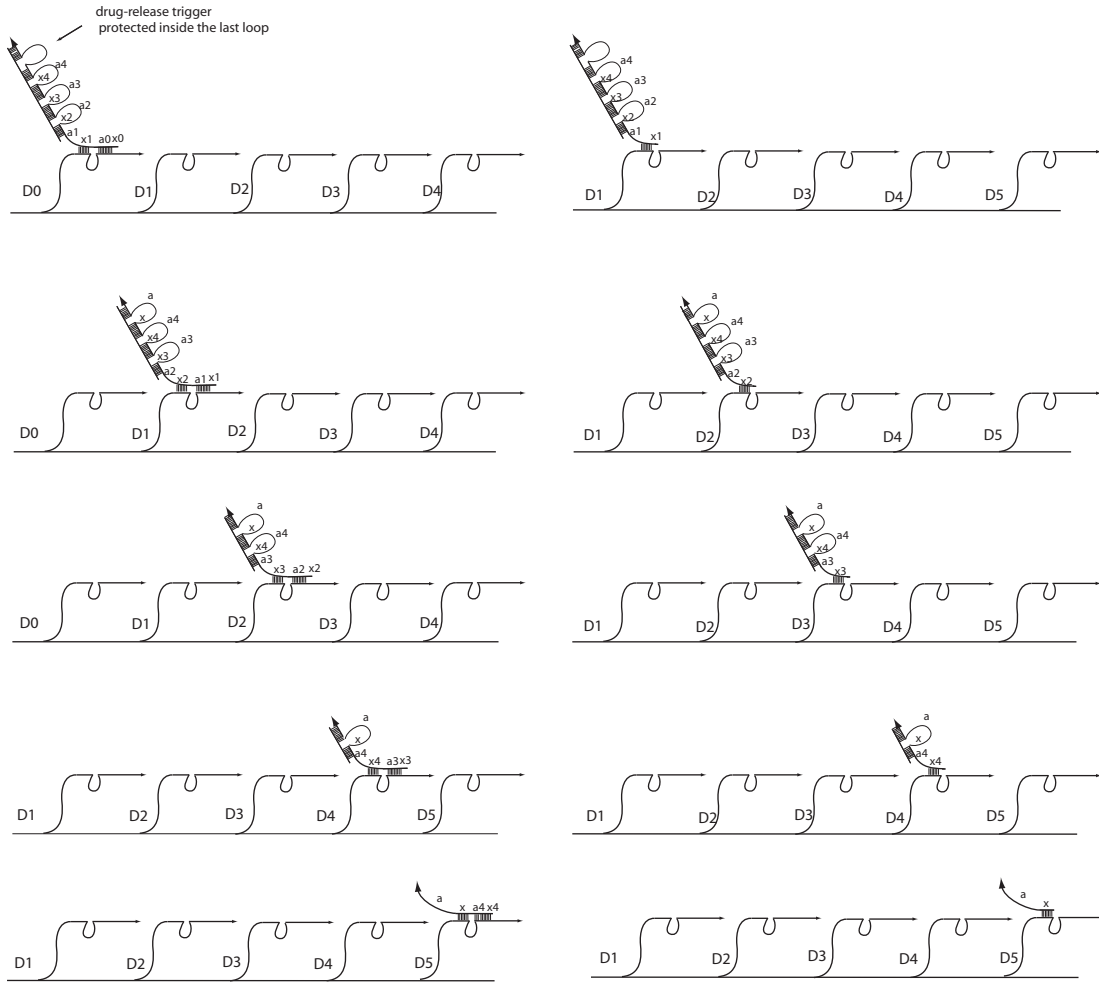 drug-release trigger
protected inside the last loop
a4
x4
a3
x3
a2
x2
a1
x1 a0 x0
D0 D1 D2 D3 D4
a4
x4
a3
x3
a2
x2
a1 x1
D1 D2 D3 D4 D5
a
x
a4
x4
a3
x3
a2
x2 a1 x1
D0 D1 D2 D3 D4
a
x
a4
x4
a3
x3
a2
x2
D1 D2 D3 D4 D5
a
x
a4
x4
a3
x3 a2 x2
D0 D1 D2 D3 D4
a
x
a4
x4
a3
x3
D1 D2 D3 D4 D5
a
x
a4
x4 a3 x3
D1 D2 D3 D4 D5
a
x
a4
x4
D1 D2 D3 D4 D5
a
x a4 x4
D1 D2 D3 D4 D5
a
x
D1 D2 D3 D4 D5